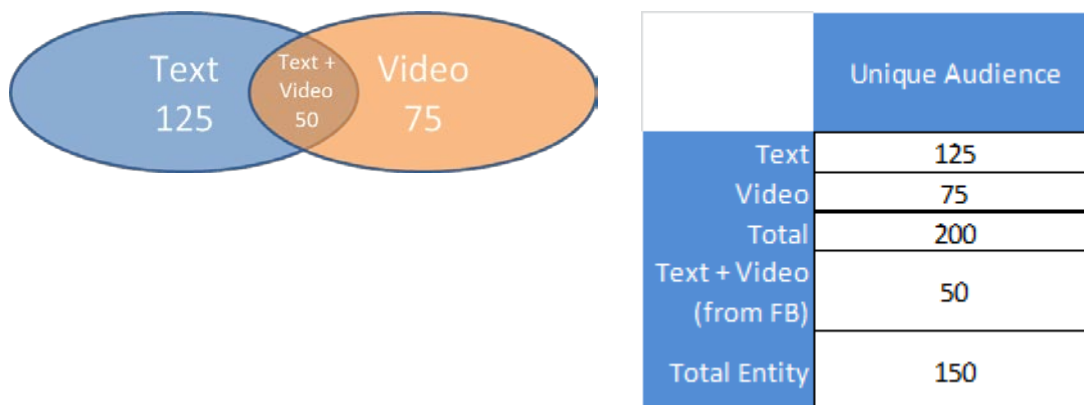 Text
125
Text +
Video
50
Video
75
Unique Audience
Text 125
Video 75
Total 200
Text + Video
(from FB)
50
Total Entity 150